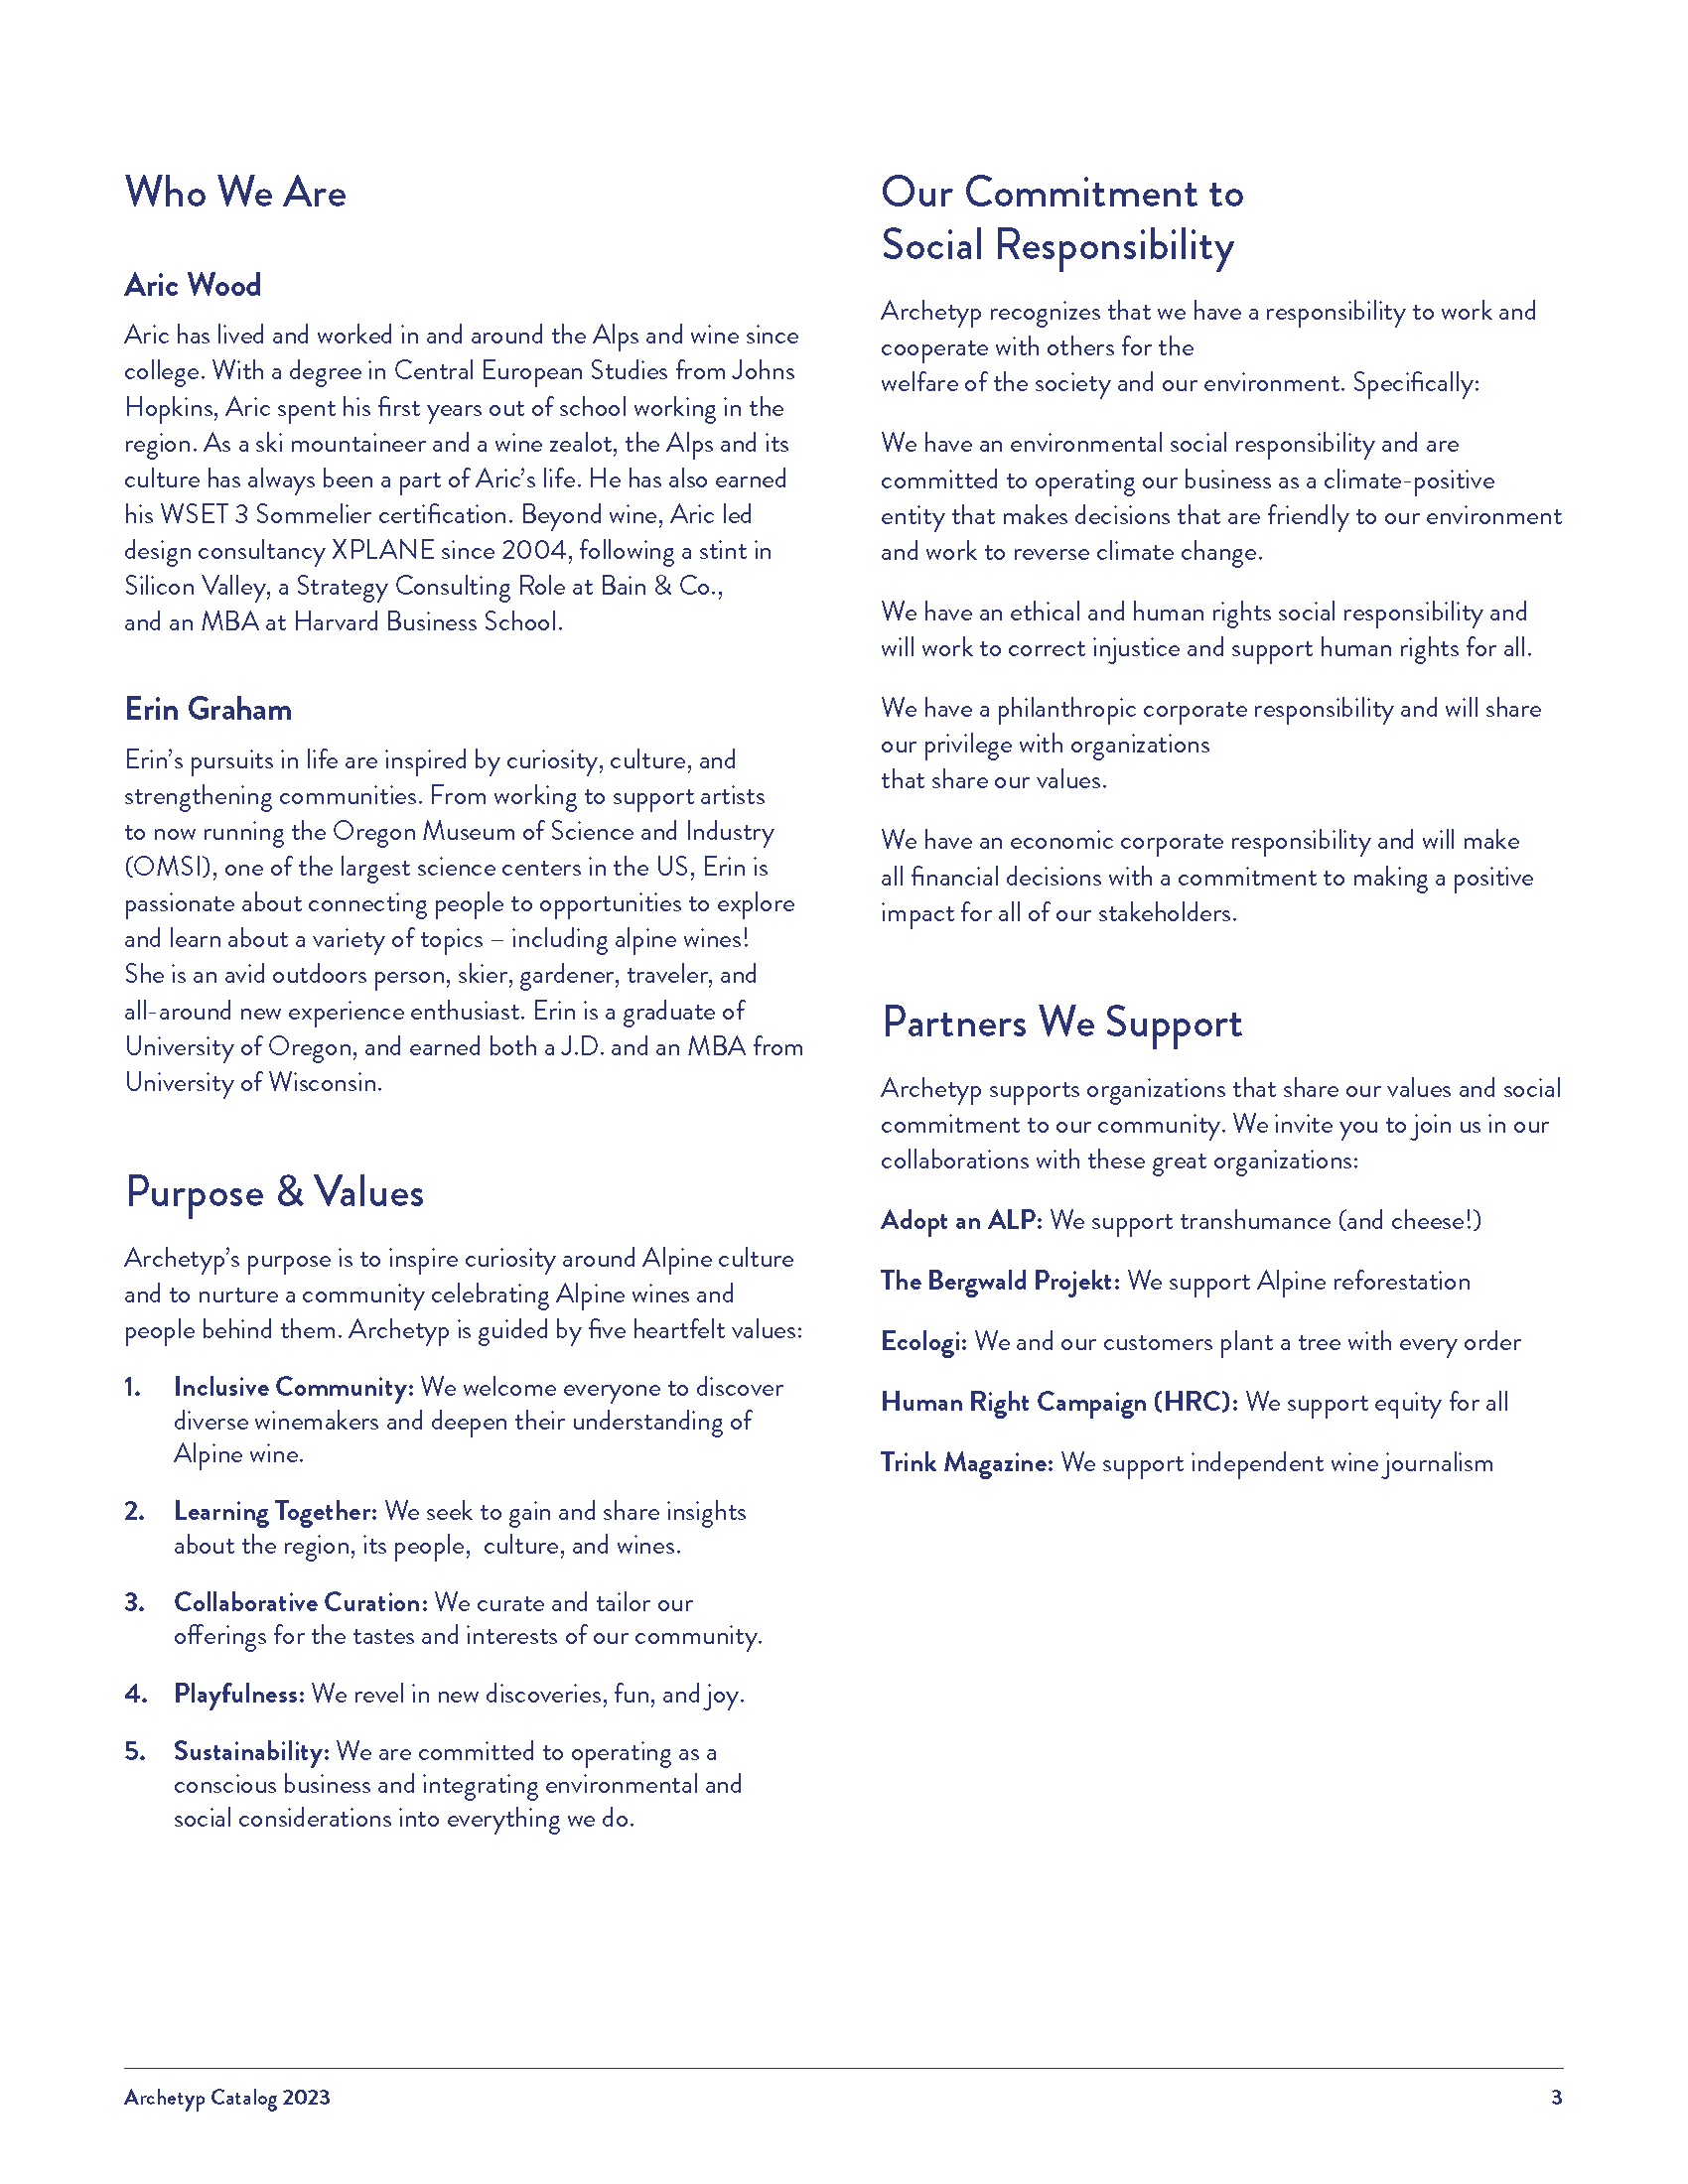 Who We Are
Aric Wood
Aric has lived and worked in and around the Alps and wine since
college. With a degree in Central European Studies from Johns
Hopkins, Aric spent his first years out of school working in the
region. As a ski mountaineer and a wine zealot, the Alps and its
culture has always been a part of Aric’s life. He has also earned
his WSET 3 Sommelier certification. Beyond wine, Aric led
design consultancy XPLANE since 2004, following a stint in
Silicon Valley, a Strategy Consulting Role at Bain & Co.,
and an MBA at Harvard Business School.
Erin Graham
Erin’s pursuits in life are inspired by curiosity, culture, and
strengthening communities. From working to support artists
to now running the Oregon Museum of Science and Industry
(OMSI), one of the largest science centers in the US, Erin is
passionate about connecting people to opportunities to explore
and learn about a variety of topics – including alpine wines!
She is an avid outdoors person, skier, gardener, traveler, and
all-around new experience enthusiast. Erin is a graduate of
University of Oregon, and earned both a J.D. and an MBA from
University of Wisconsin.
Purpose & Values
Archetyp’s purpose is to inspire curiosity around Alpine culture
and to nurture a community celebrating Alpine wines and
people behind them. Archetyp is guided by five heartfelt values:
1. Inclusive Community: We welcome everyone to discover
diverse winemakers and deepen their understanding of
Alpine wine.
2. Learning Together: We seek to gain and share insights
about the region, its people,  culture, and wines.
3. Collaborative Curation: We curate and tailor our
offerings for the tastes and interests of our community.
4. Playfulness: We revel in new discoveries, fun, and joy.
5. Sustainability: We are committed to operating as a
conscious business and integrating environmental and
social considerations into everything we do.
Our Commitment to
Social Responsibility
Archetyp recognizes that we have a responsibility to work and
cooperate with others for the
welfare of the society and our environment. Specifically:
We have an environmental social responsibility and are
committed to operating our business as a climate-positive
entity that makes decisions that are friendly to our environment
and work to reverse climate change.
We have an ethical and human rights social responsibility and
will work to correct injustice and support human rights for all.
We have a philanthropic corporate responsibility and will share
our privilege with organizations
that share our values.
We have an economic corporate responsibility and will make
all financial decisions with a commitment to making a positive
impact for all of our stakeholders.
Partners We Support
Archetyp supports organizations that share our values and social
commitment to our community. We invite you to join us in our
collaborations with these great organizations:
Adopt an ALP: We support transhumance (and cheese!)
The Bergwald Projekt: We support Alpine reforestation
Ecologi: We and our customers plant a tree with every order
Human Right Campaign (HRC): We support equity for all
Trink Magazine: We support independent wine journalism
Archetyp Catalog 2023
3